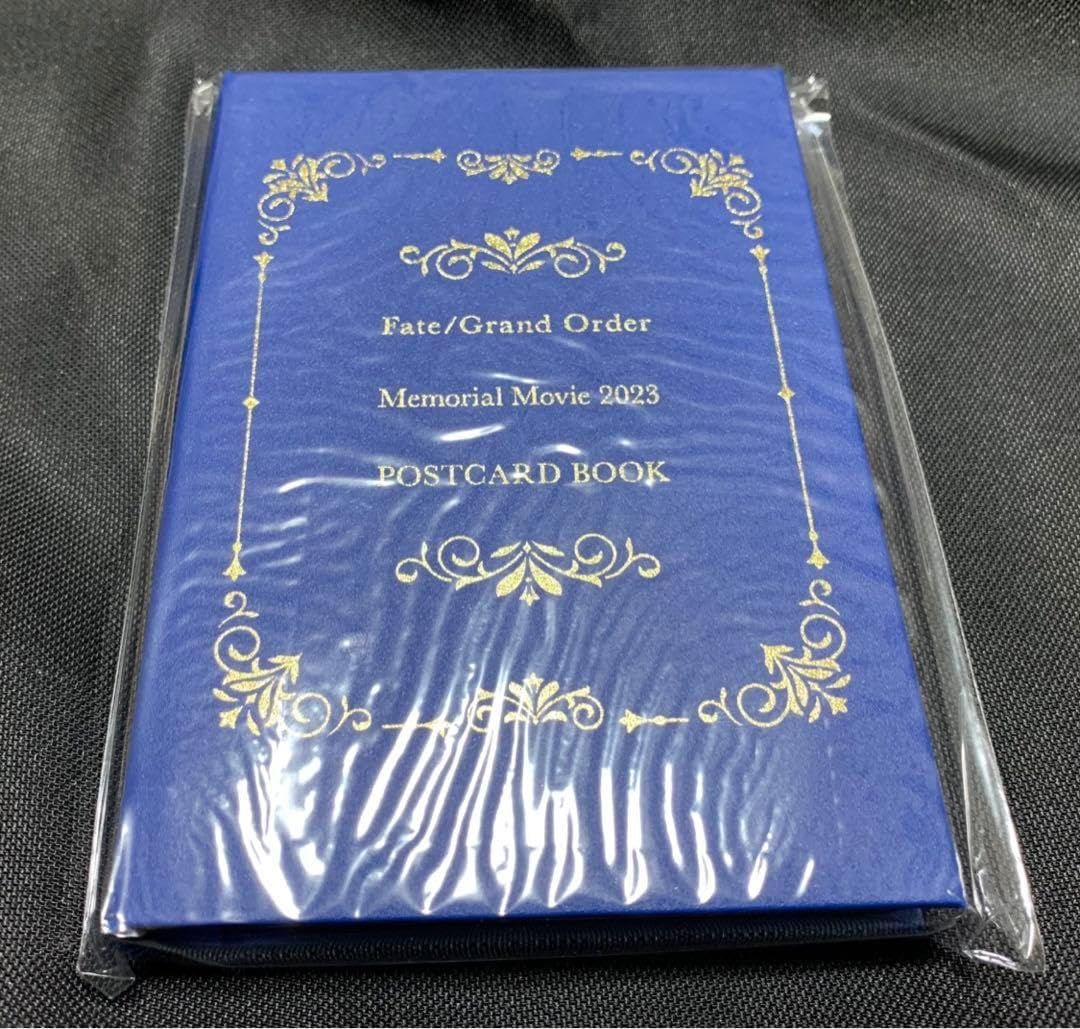 Fate/Grand Order
Memorial Movie 2023
POSTCARD BOOK